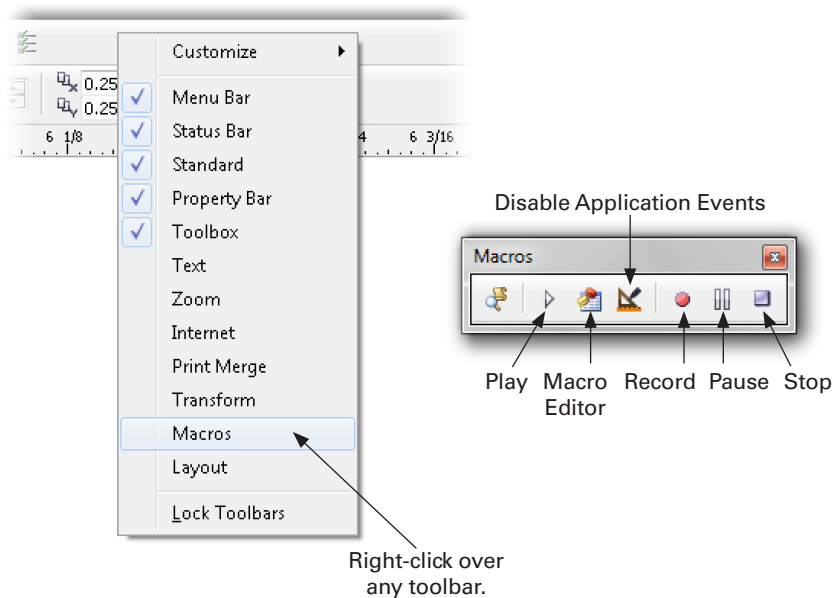 Customize
0.25
0.25
Menu Bar
Status Bar
6 1/8
4
6 3/16
Standard
Property Bar
Toolbox
Text
Zoom
Internet
Print Merge
Transform
Macros
Layout
Lock Toolbars
Right-click over
any toolbar.
Disable Application Events
Macros
Play
Macro
Editor
Record
Pause
Stop